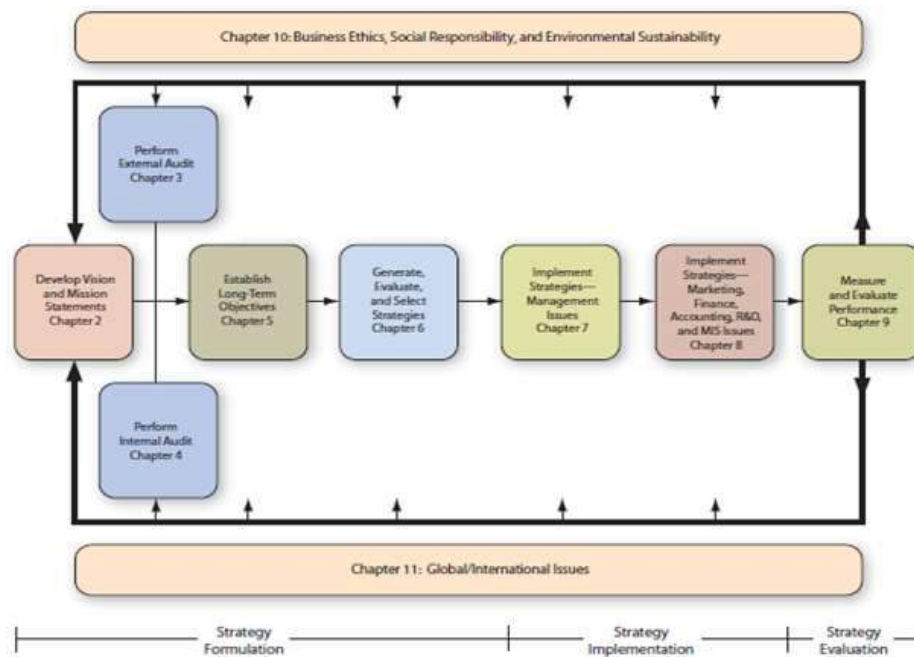 Chapter 10: Business Ethics, Social Responsibility, and Environmental Sustainability
Perform
External Audit
Chapter 3
Develop Vision
and Mission
Statements
Chapter 2
Establish
Long-Term
Objectives
Chapter 5
Generate,
Evaluate,
and Select
Strategies
Chapter 6
Implement
Strategies—
Management
Issues
Chapter 7
Implement
Strategies—
Marketing,
Finance,
Accounting, R&D,
and MIS Issues
Chapter 8
Measure
and Evaluate
Performance
Chapter 9
Perform
Internal Audit
Chapter 4
Chapter 11: Global/International Issues
Strategy
Formulation
Strategy
Implementation
Strategy
Evaluation